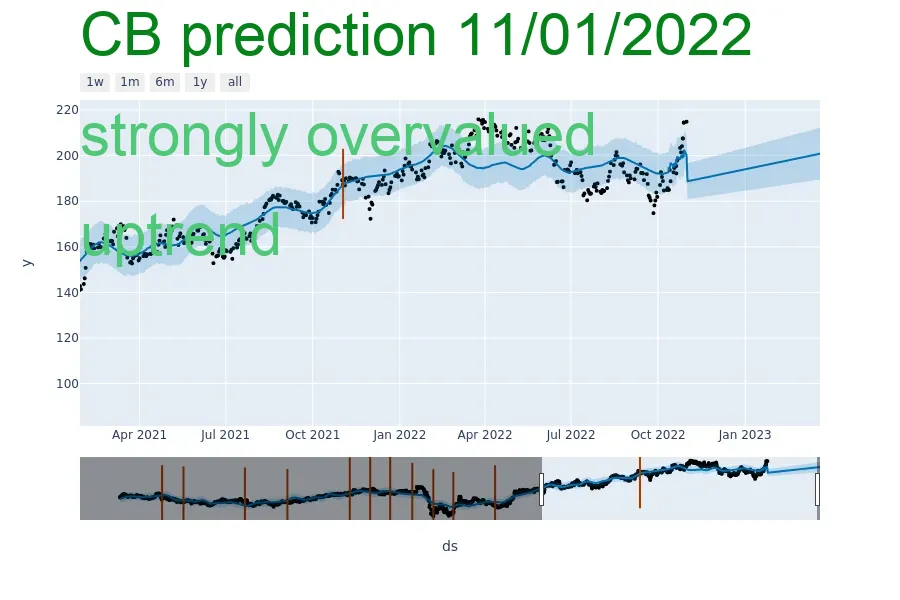 CB prediction 11/01/2022
1w 1m 6m 1y all
220
strongly overvalued
200
180
uptrend
160
y
140
120
100
Apr 2021 Jul 2021 Oct 2021 Jan 2022 Apr 2022 Jul 2022 Oct 2022 Jan 2023
ds